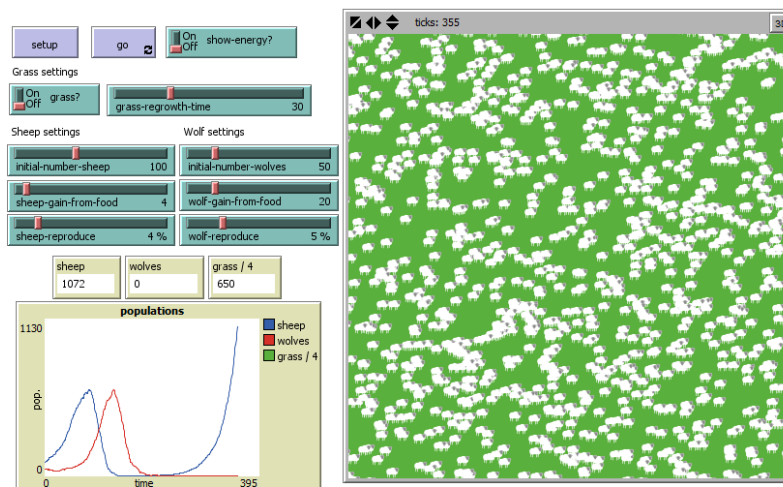 ticks: 355
setup
go
On
Off
show-energy?
Grass settings
On
Off
grass?
grass-regrowth-time 30
Sheep settings
Wolf settings
initial-number-sheep 100
initial-number-wolves 50
sheep-gain-from-food 4
wolf-gain-from-food 20
sheep-reproduce 4 %
wolf-reproduce 5 %
sheep
1072
wolves
0
grass / 4
650
populations
1130
pop.
0
0
time
395
sheep
wolves
grass / 4